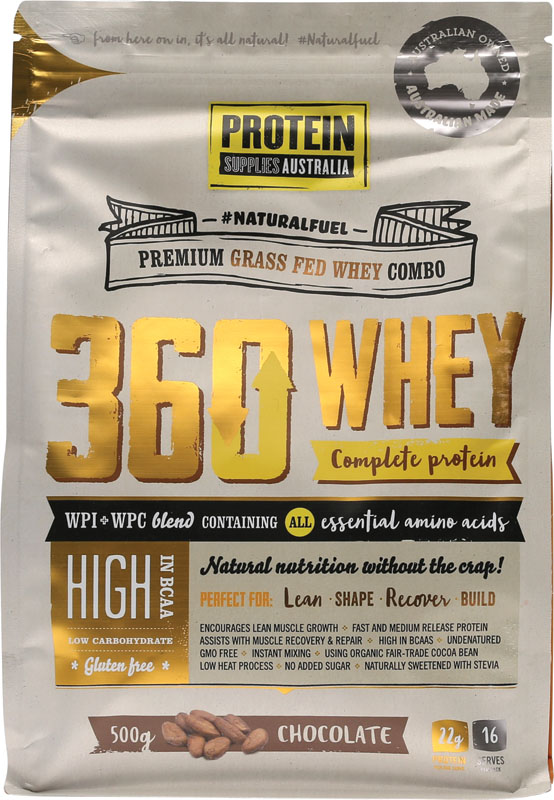 from here on in, it's all natural! #Naturalfuel
AUSTRALIAN OWNED
AUSTRALIAN MADE
PROTEIN
SUPPLIES AUSTRALIA
#NATURALFUEL
PREMIUM GRASS FED WHEY COMBO
360 WHEY
Complete protein
WPI + WPC blend CONTAINING ALL essential amino acids
HIGH IN BCAA
LOW CARBOHYDRATE
* Gluten free *
Natural nutrition without the crap!
PERFECT FOR: Lean · SHAPE · Recover · BUILD
ENCOURAGES LEAN MUSCLE GROWTH · FAST AND MEDIUM RELEASE PROTEIN
ASSISTS WITH MUSCLE RECOVERY & REPAIR · HIGH IN BCAAS · UNDENATURED
GMO FREE · INSTANT MIXING · USING ORGANIC FAIR-TRADE COCOA BEAN
LOW HEAT PROCESS · NO ADDED SUGAR · NATURALLY SWEETENED WITH STEVIA
500g CHOCOLATE
22g
PROTEIN
16
SERVES